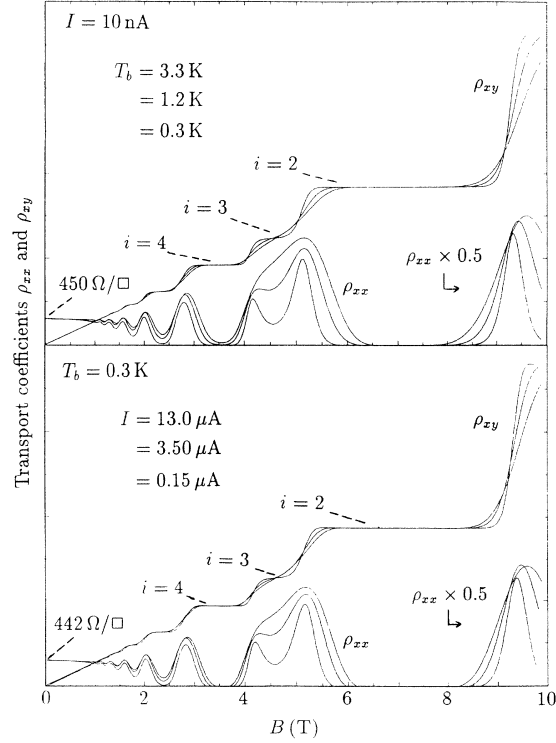 I = 10 nA
T_b = 3.3 K
= 1.2 K
= 0.3 K
ρ_xy
i = 2
i = 3
i = 4
450 Ω/□
ρ_xx × 0.5
ρ_xx
T_b = 0.3 K
I = 13.0 μA
= 3.50 μA
= 0.15 μA
ρ_xy
i = 2
i = 3
i = 4
442 Ω/□
ρ_xx × 0.5
ρ_xx
0 2 4 6 8 10
B (T)
Transport coefficients ρ_xx and ρ_xy